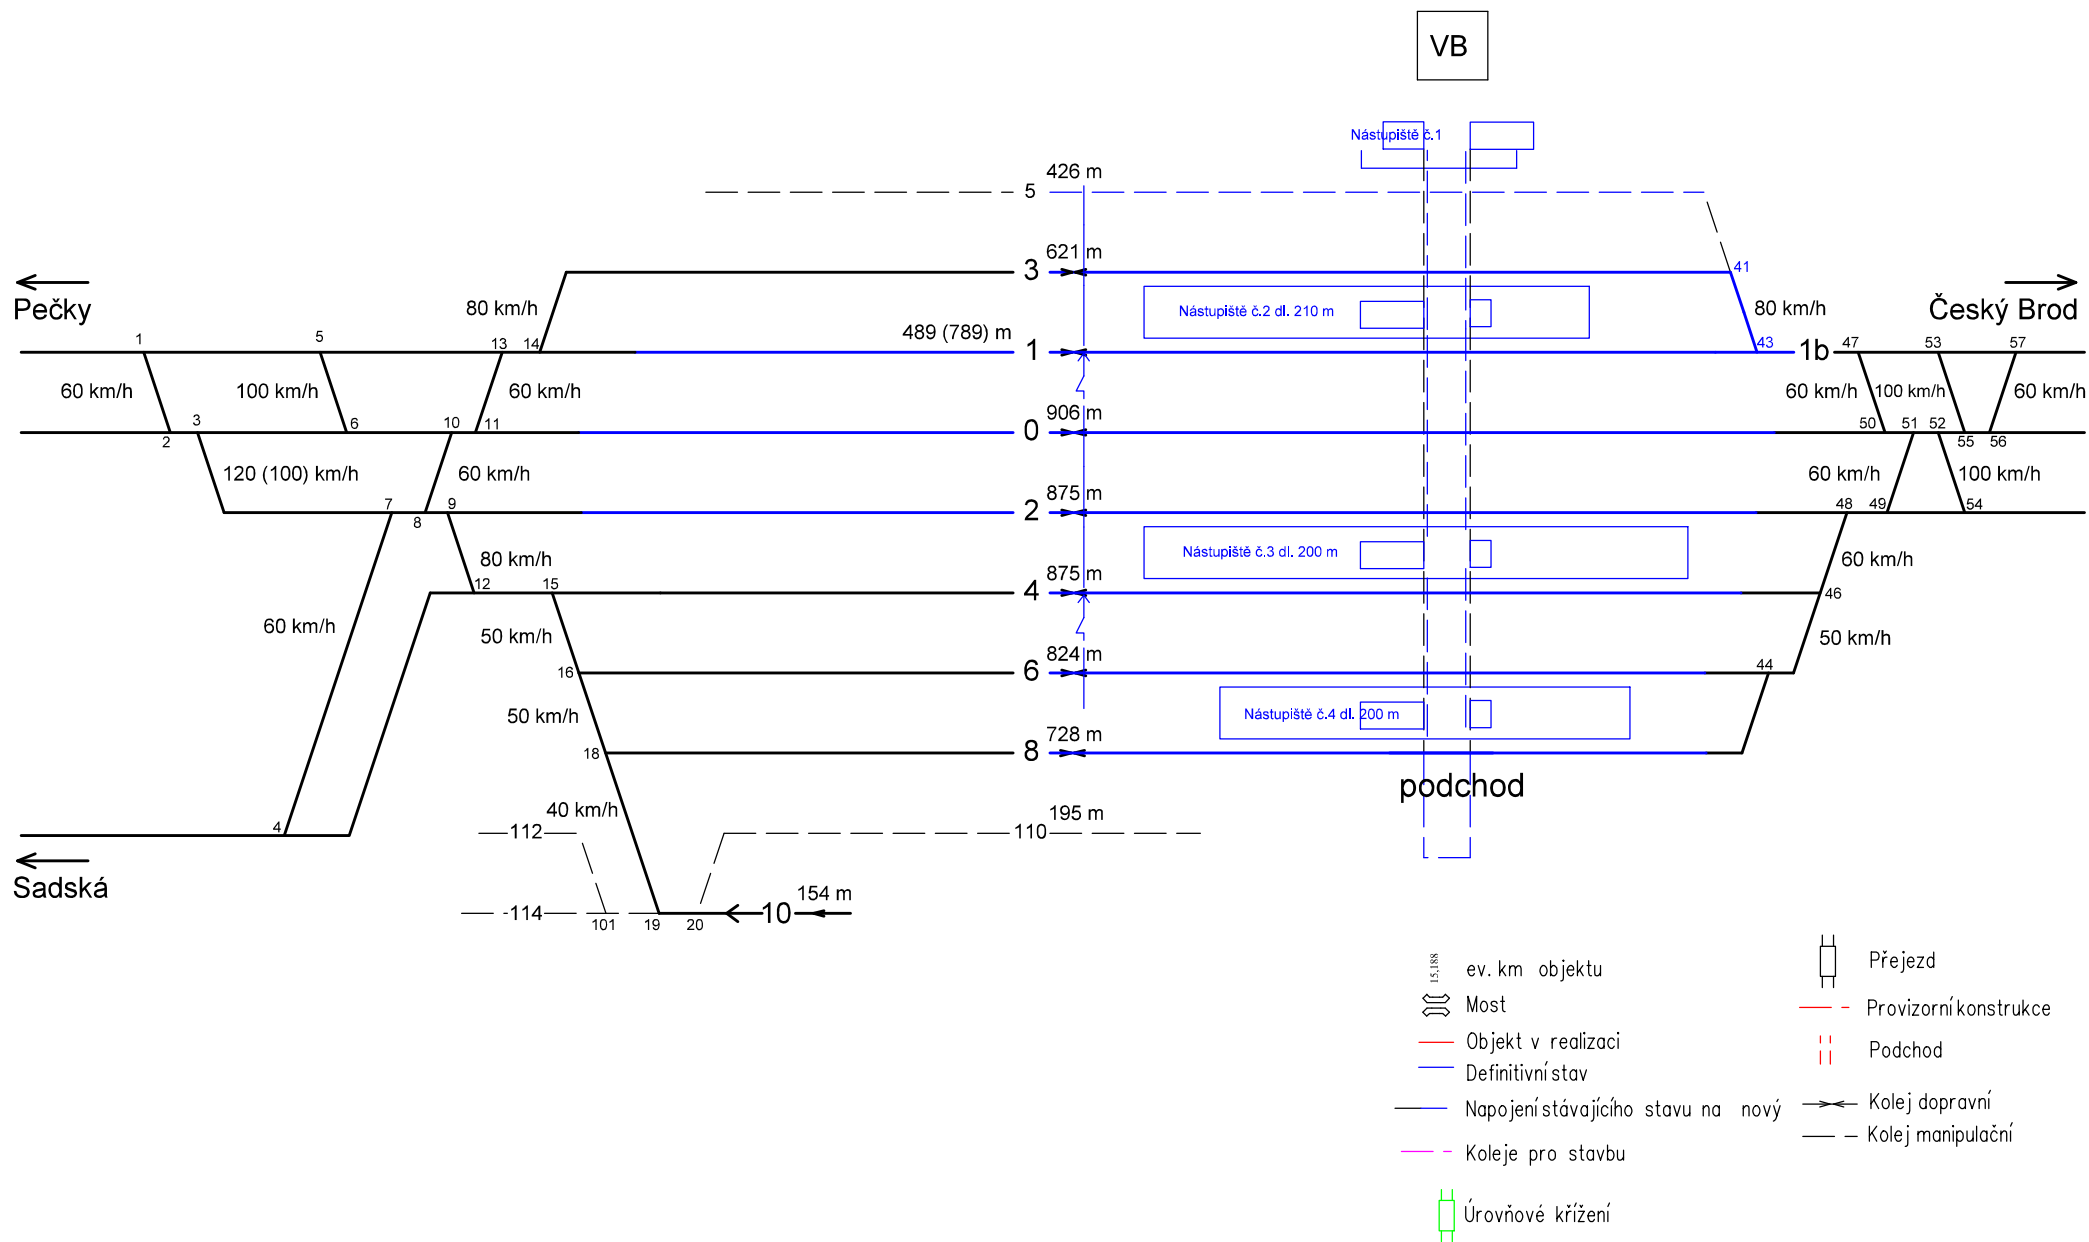 VB
Nástupiště č.1
426 m
5
621 m
3
41
Pečky
80 km/h
Nástupiště č.2 dl. 210 m
80 km/h
Český Brod
489 (789) m
1
5
13
14
1
43
1b
47
53
57
60 km/h
100 km/h
60 km/h
60 km/h
100 km/h
60 km/h
906 m
3
2
6
10
11
0
50
51
52
55
56
120 (100) km/h
60 km/h
60 km/h
100 km/h
875 m
7
8
9
2
48
49
54
80 km/h
Nástupiště č.3 dl. 200 m
60 km/h
875 m
12
15
4
46
60 km/h
50 km/h
50 km/h
824 m
16
6
44
50 km/h
Nástupiště č.4 dl. 200 m
728 m
18
8
podchod
40 km/h
195 m
4
112
110
Sadská
154 m
114
10
101
19
20
15,188
ev. km objektu
Přejezd
Most
Provizorní konstrukce
Objekt v realizaci
Podchod
Definitivní stav
Napojení stávajícího stavu na nový
Kolej dopravní
Kolej manipulační
Koleje pro stavbu
Úrovňové křížení